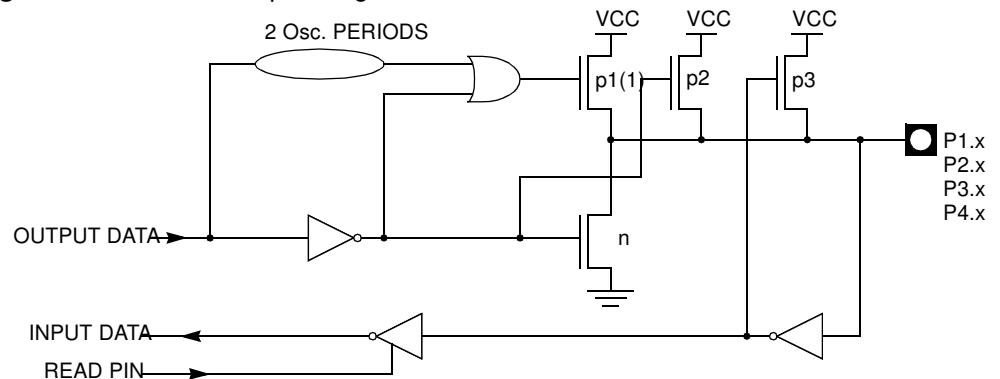 2 Osc. PERIODS
VCC
VCC
VCC
p1(1)
p2
p3
P1.x
P2.x
P3.x
P4.x
OUTPUT DATA
n
INPUT DATA
READ PIN